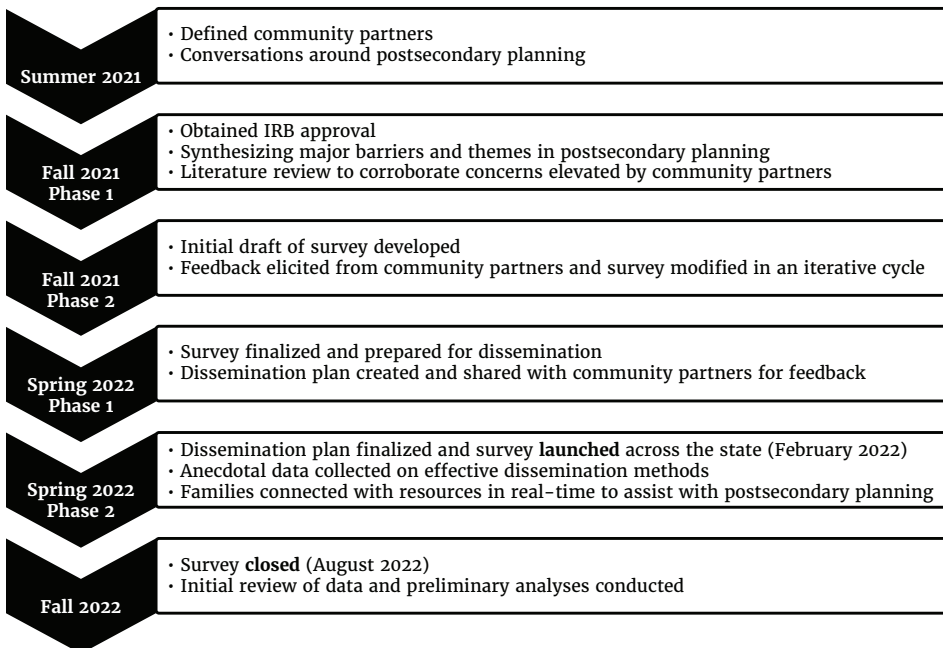 Summer 2021
• Defined community partners
• Conversations around postsecondary planning
Fall 2021
Phase 1
• Obtained IRB approval
• Synthesizing major barriers and themes in postsecondary planning
• Literature review to corroborate concerns elevated by community partners
Fall 2021
Phase 2
• Initial draft of survey developed
• Feedback elicited from community partners and survey modified in an iterative cycle
Spring 2022
Phase 1
• Survey finalized and prepared for dissemination
• Dissemination plan created and shared with community partners for feedback
Spring 2022
Phase 2
• Dissemination plan finalized and survey launched across the state (February 2022)
• Anecdotal data collected on effective dissemination methods
• Families connected with resources in real-time to assist with postsecondary planning
Fall 2022
• Survey closed (August 2022)
• Initial review of data and preliminary analyses conducted